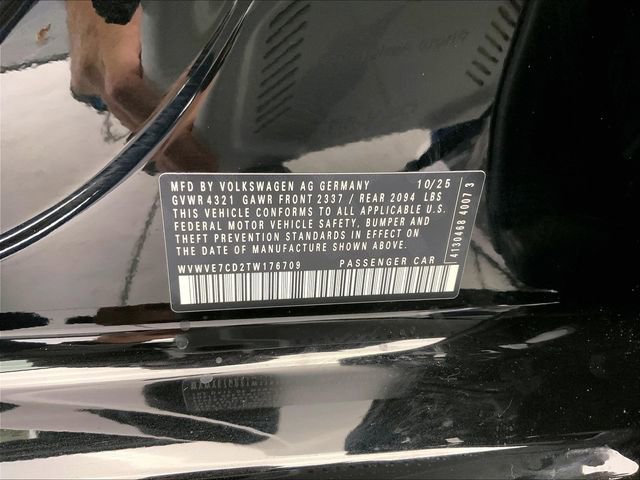 MFD BY VOLKSWAGEN AG GERMANY 10/25
GVWR 4321 GAWR FRONT 2337 / REAR 2094 LBS
THIS VEHICLE CONFORMS TO ALL APPLICABLE U.S.
FEDERAL MOTOR VEHICLE SAFETY, BUMPER AND
THEFT PREVENTION STANDARDS IN EFFECT ON
THE DATE OF MANUFACTURE SHOWN ABOVE.
WVWVE7CD2TW176709 PASSENGER CAR
41304684 4007 3